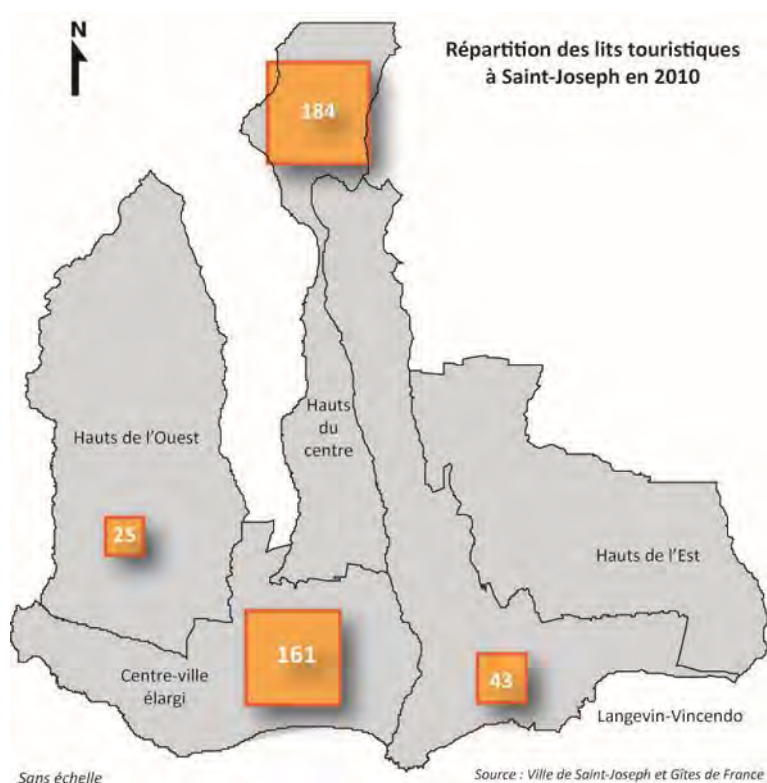 N
Répartition des lits touristiques
à Saint-Joseph en 2010
184
Hauts
du
centre
Hauts de l'Ouest
25
Hauts de l'Est
161
Centre-ville
élargi
43
Langevin-Vincendo
Sans échelle
Source : Ville de Saint-Joseph et Gîtes de France